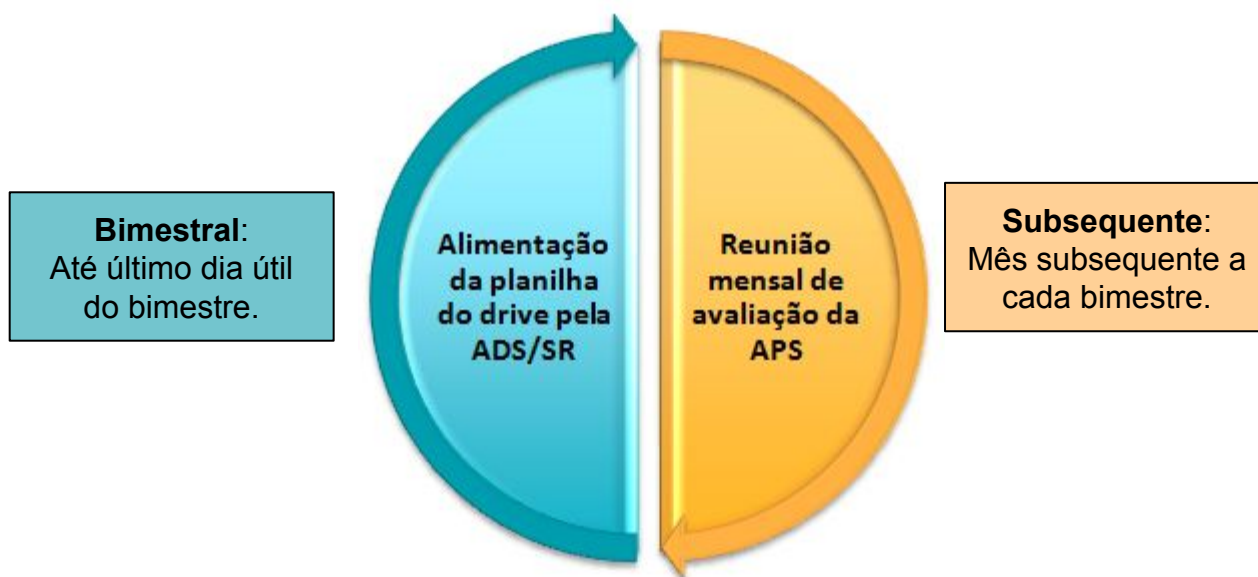 Bimestral:
Até último dia útil
do bimestre.
Alimentação
da planilha
do drive pela
ADS/SR
Reunião
mensal de
avaliação da
APS
Subsequente:
Mês subsequente a
cada bimestre.